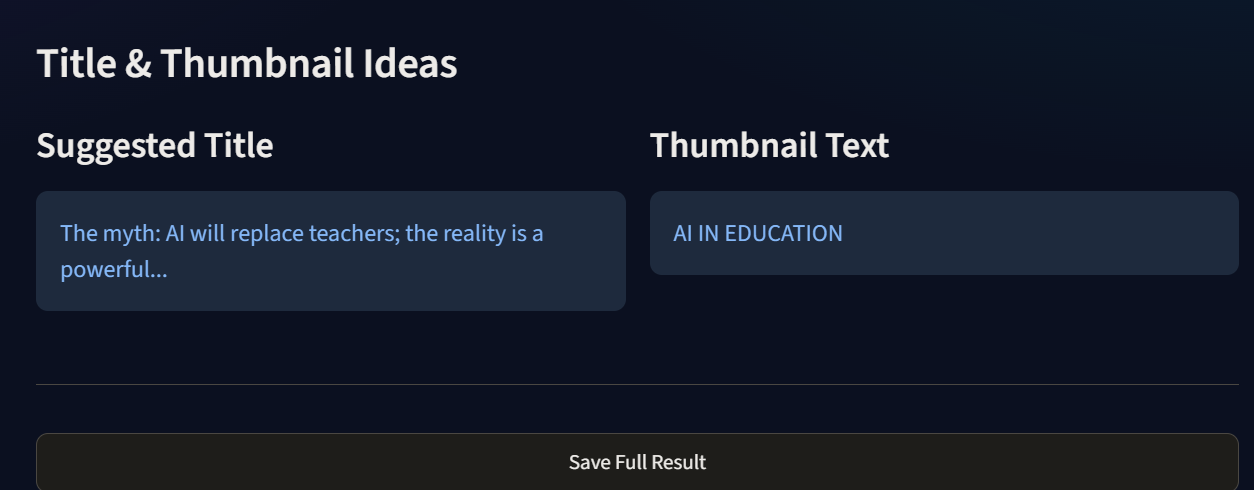 Title & Thumbnail Ideas
Suggested Title
The myth: AI will replace teachers; the reality is a
powerful...
Thumbnail Text
AI IN EDUCATION
Save Full Result